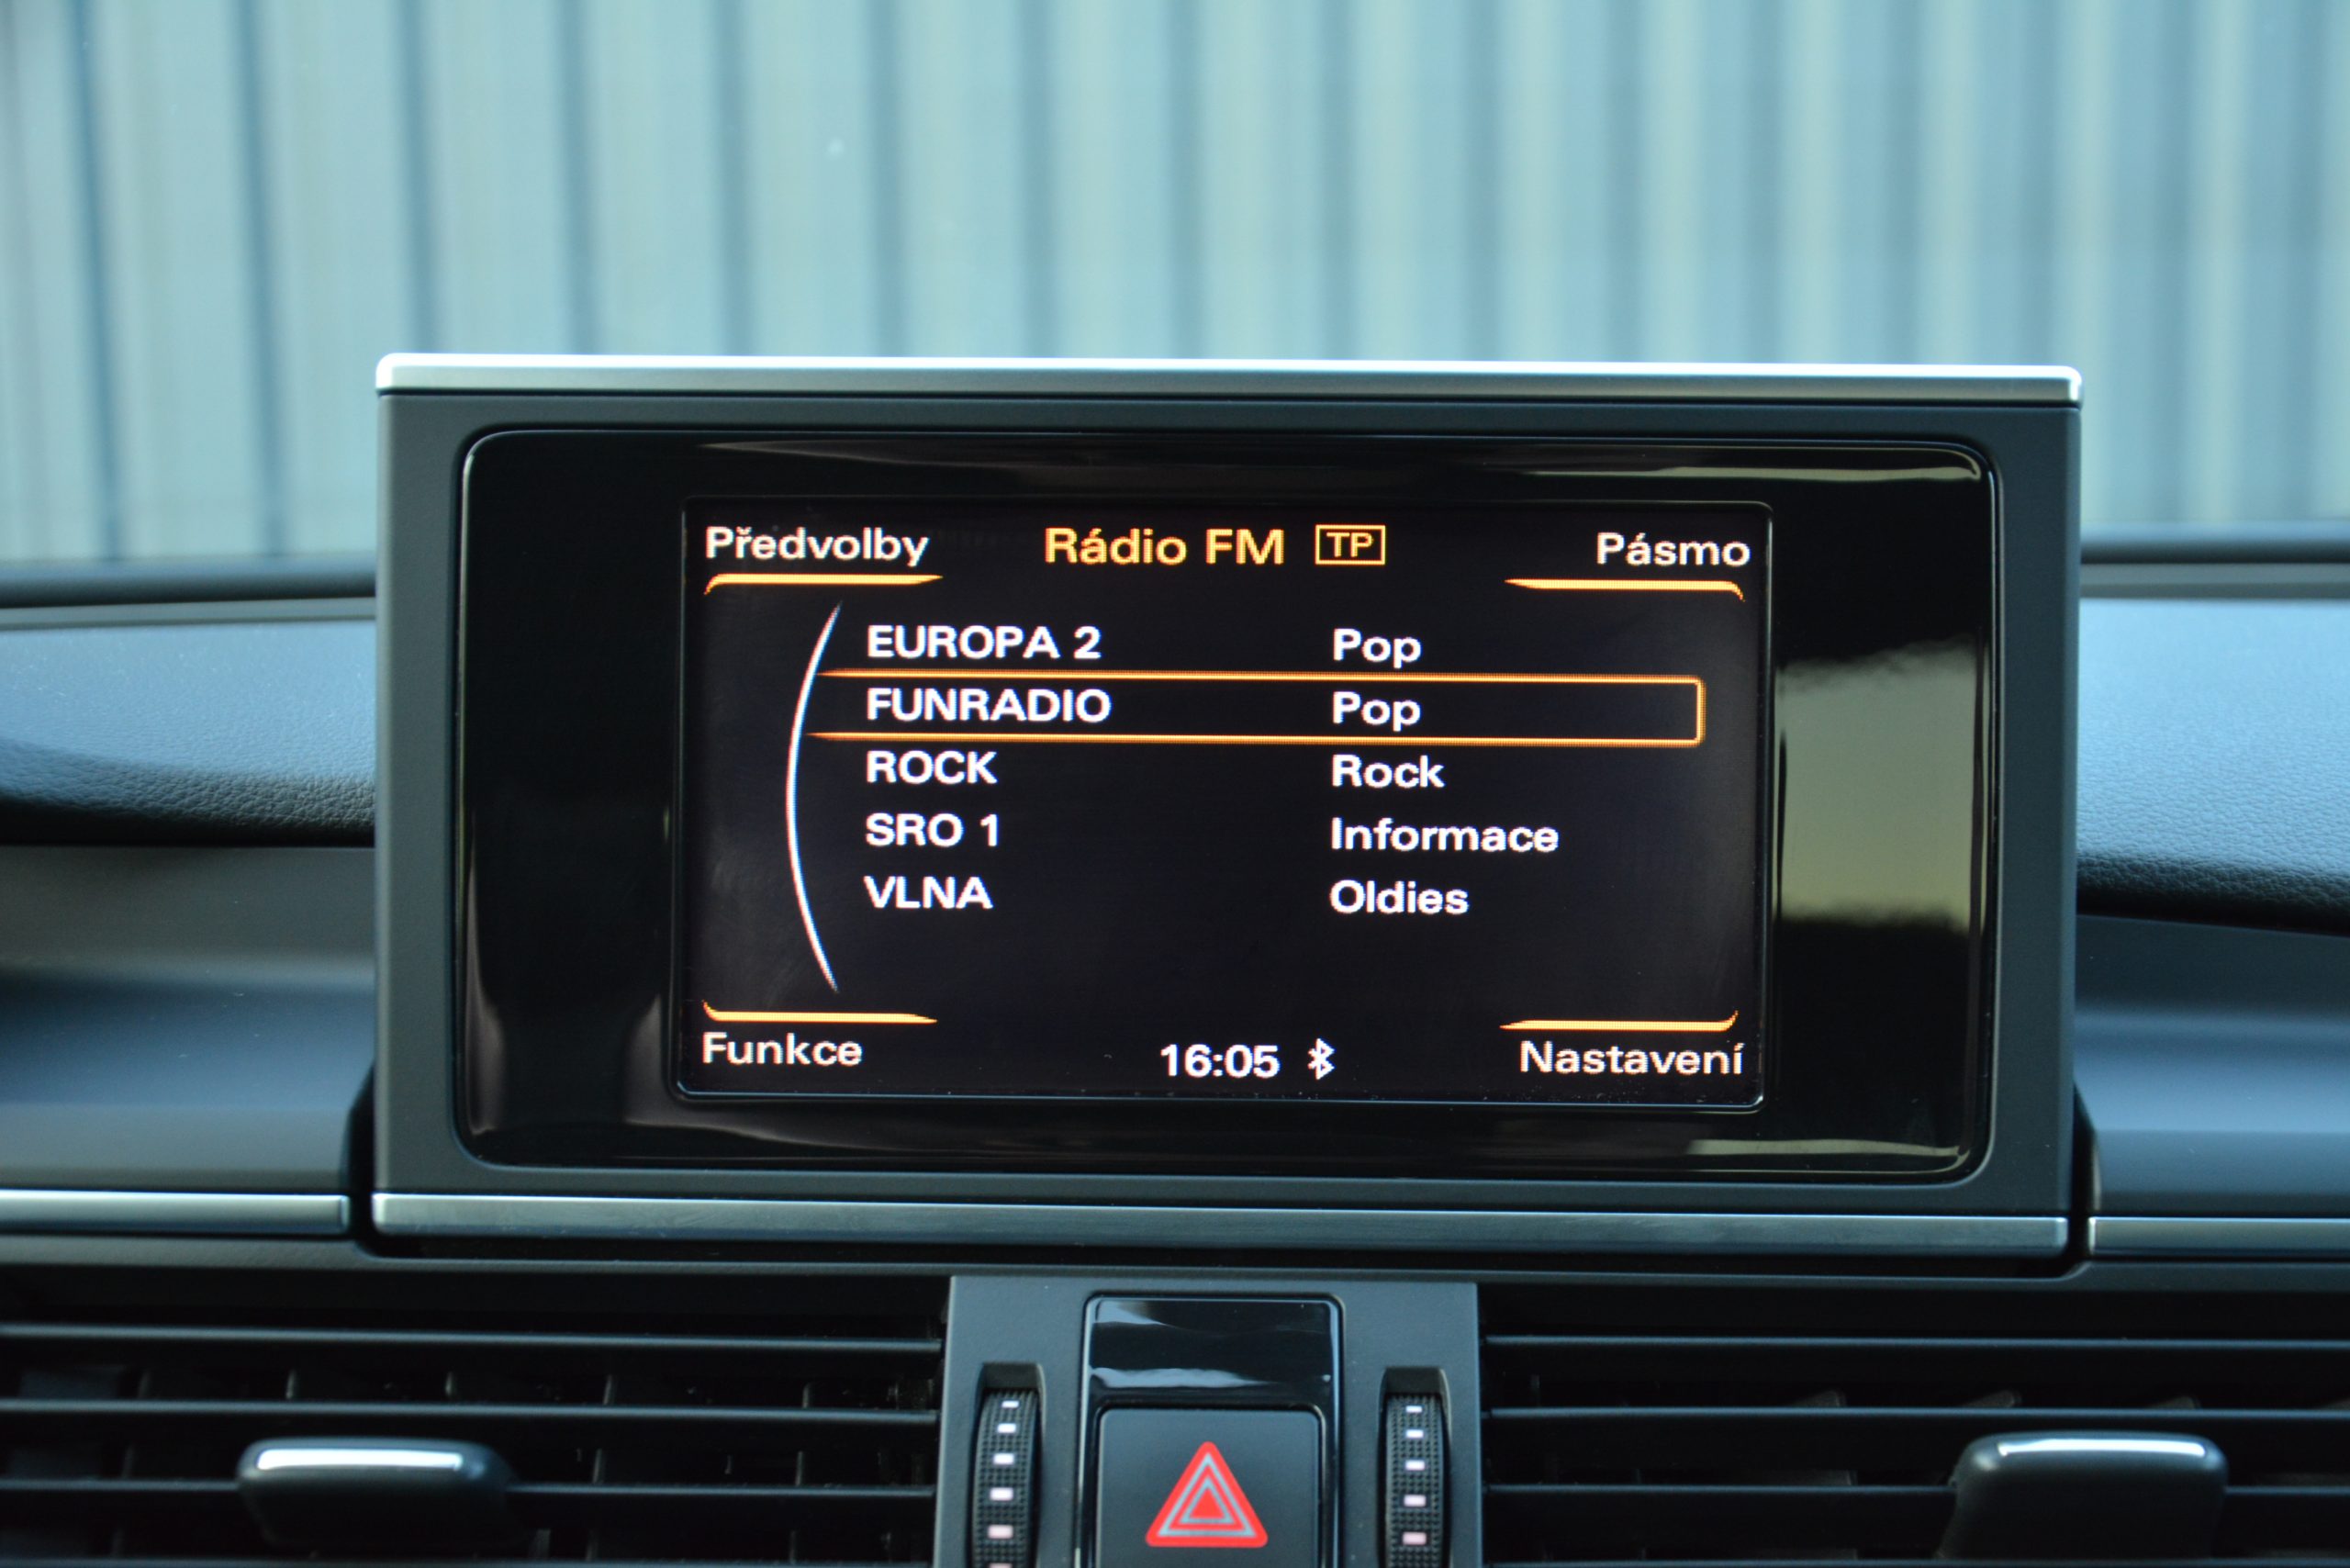 Předvolby Rádio FM TP Pásmo
EUROPA 2 Pop
FUNRADIO Pop
ROCK Rock
SRO 1 Informace
VLNA Oldies
Funkce 16:05 Nastavení